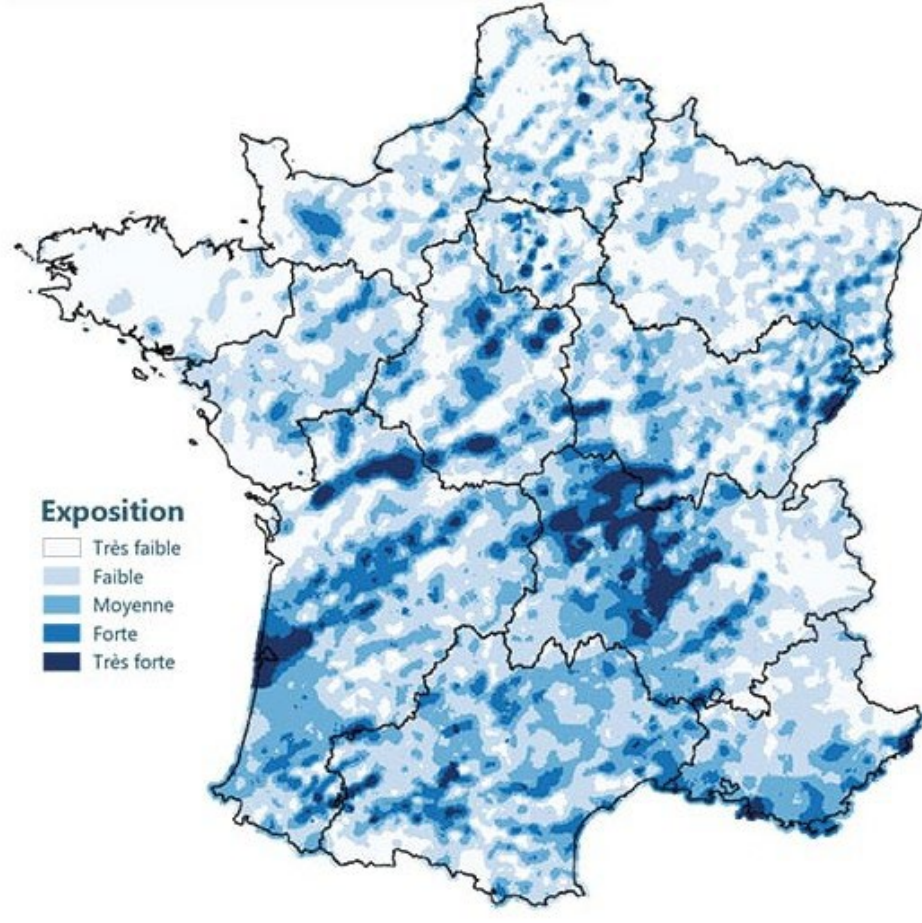 Exposition
Très faible
Faible
Moyenne
Forte
Très forte